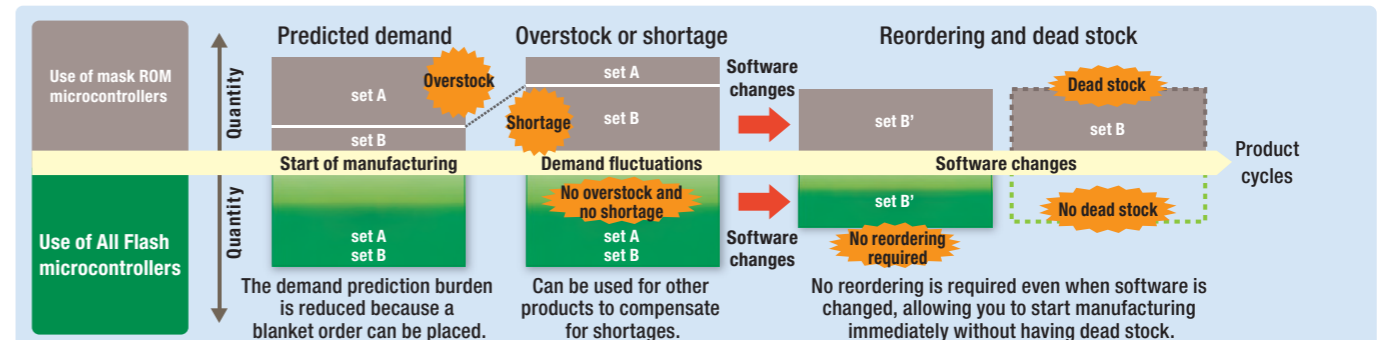 Use of mask ROM
microcontrollers
Quantity
Predicted demand
set A
Overstock
set B
Overstock or shortage
set A
Shortage
set B
Software
changes
Reordering and dead stock
set B’
Dead stock
set B
Start of manufacturing
Demand fluctuations
Software changes
Product
cycles
Use of All Flash
microcontrollers
Quantity
set A
set B
No overstock and
no shortage
set A
set B
Software
changes
set B’
No reordering
required
No dead stock
The demand prediction burden
is reduced because a
blanket order can be placed.
Can be used for other
products to compensate
for shortages.
No reordering is required even when software is
changed, allowing you to start manufacturing
immediately without having dead stock.